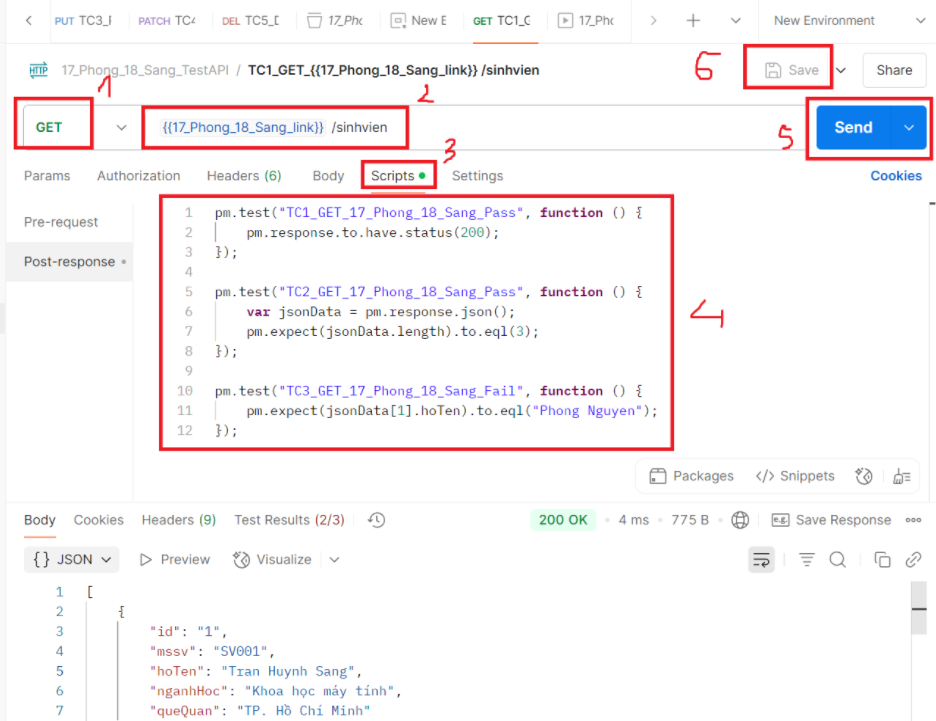 PUT TC3_F PATCH TC4 DEL TC5_D 17_Pho New E GET TC1_G 17_Pho New Environment
6
HTTP 17_Phong_18_Sang_TestAPI / TC1_GET_{{17_Phong_18_Sang_link}} /sinhvien Save Share
1 2
GET {{17_Phong_18_Sang_link}} /sinhvien Send
5
3
Params Authorization Headers (6) Body Scripts Settings Cookies
Pre-request
Post-response
1 pm.test("TC1_GET_17_Phong_18_Sang_Pass", function () {
2 pm.response.to.have.status(200);
3 });
4
5 pm.test("TC2_GET_17_Phong_18_Sang_Pass", function () {
6 var jsonData = pm.response.json();
7 pm.expect(jsonData.length).to.eql(3);
8 });
9
10 pm.test("TC3_GET_17_Phong_18_Sang_Fail", function () {
11 pm.expect(jsonData[1].hoTen).to.eql("Phong Nguyen");
12 });
4
Packages </> Snippets
Body Cookies Headers (9) Test Results (2/3) 200 OK • 4 ms • 775 B • e.g. Save Response
{} JSON Preview Visualize
1 [
2 {
3 "id": "1",
4 "mssv": "SV001",
5 "hoTen": "Tran Huynh Sang",
6 "nganhHoc": "Khoa học máy tính",
7 "queQuan": "TP. Hồ Chí Minh"